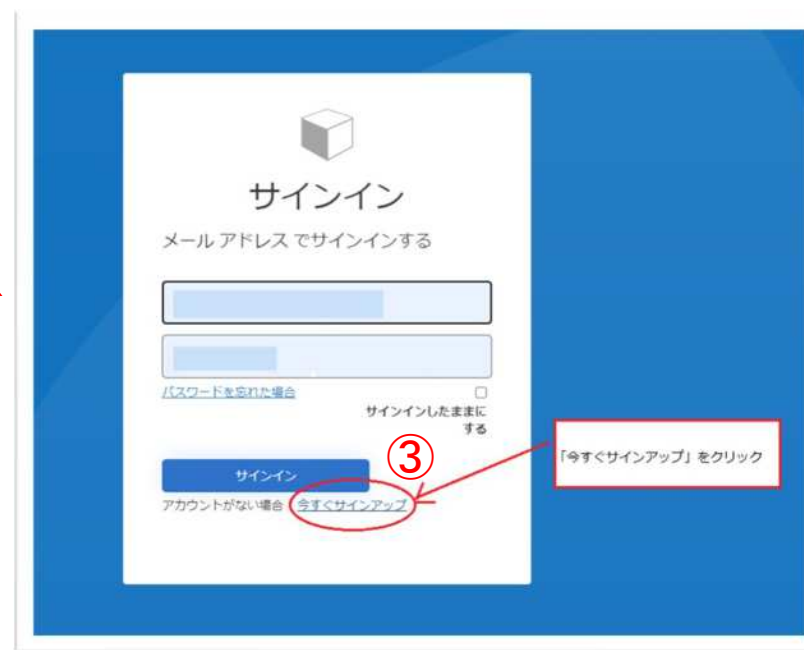 サインイン
メール アドレス でサインインする
パスワードを忘れた場合
サインインしたままに
する
③
サインイン
アカウントがない場合 今すぐサインアップ
「今すぐサインアップ」をクリック